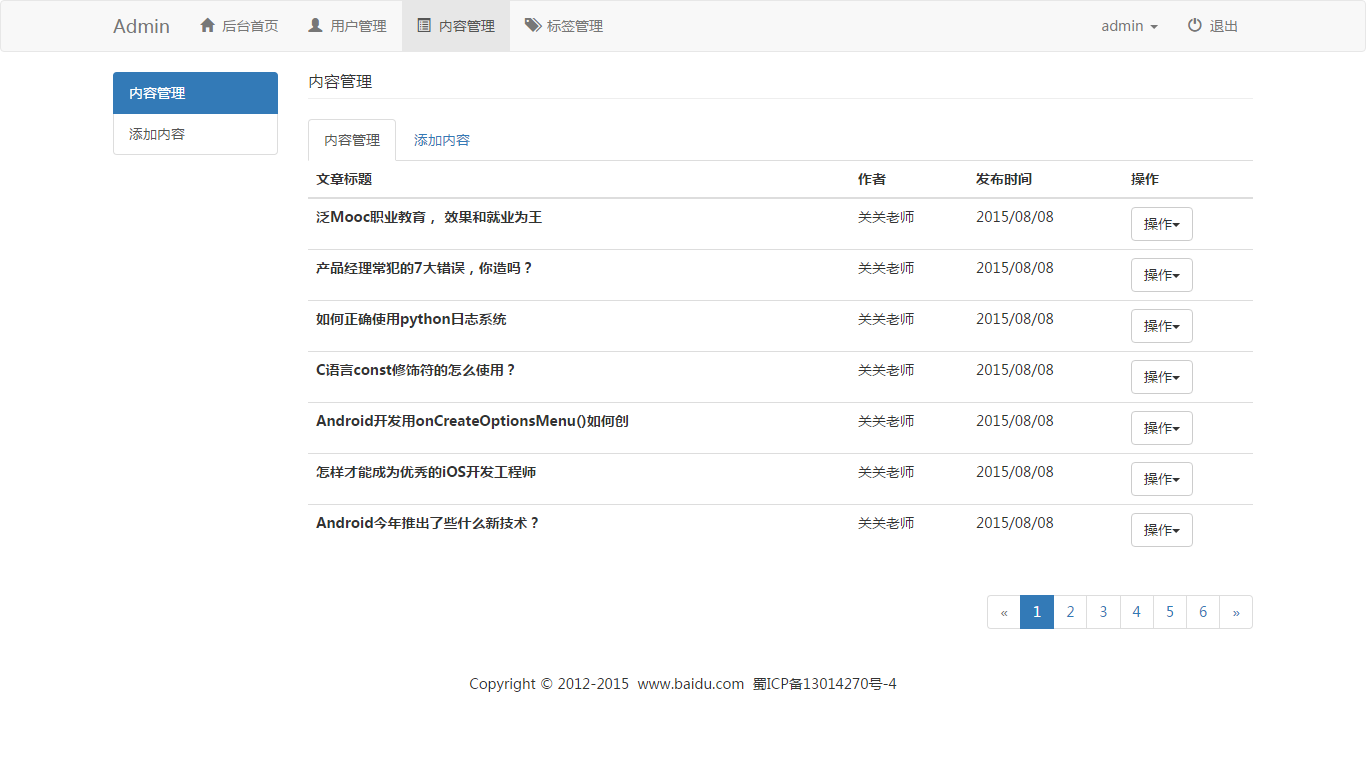 Admin 后台首页 用户管理 内容管理 标签管理 admin 退出
内容管理
添加内容
内容管理
内容管理 添加内容
文章标题 作者 发布时间 操作
泛Mooc职业教育， 效果和就业为王 关关老师 2015/08/08 操作
产品经理常犯的7大错误，你造吗？ 关关老师 2015/08/08 操作
如何正确使用python日志系统 关关老师 2015/08/08 操作
C语言const修饰符的怎么使用？ 关关老师 2015/08/08 操作
Android开发用onCreateOptionsMenu()如何创 关关老师 2015/08/08 操作
怎样才能成为优秀的iOS开发工程师 关关老师 2015/08/08 操作
Android今年推出了些什么新技术？ 关关老师 2015/08/08 操作
« 1 2 3 4 5 6 »
Copyright © 2012-2015 www.baidu.com 蜀ICP备13014270号-4